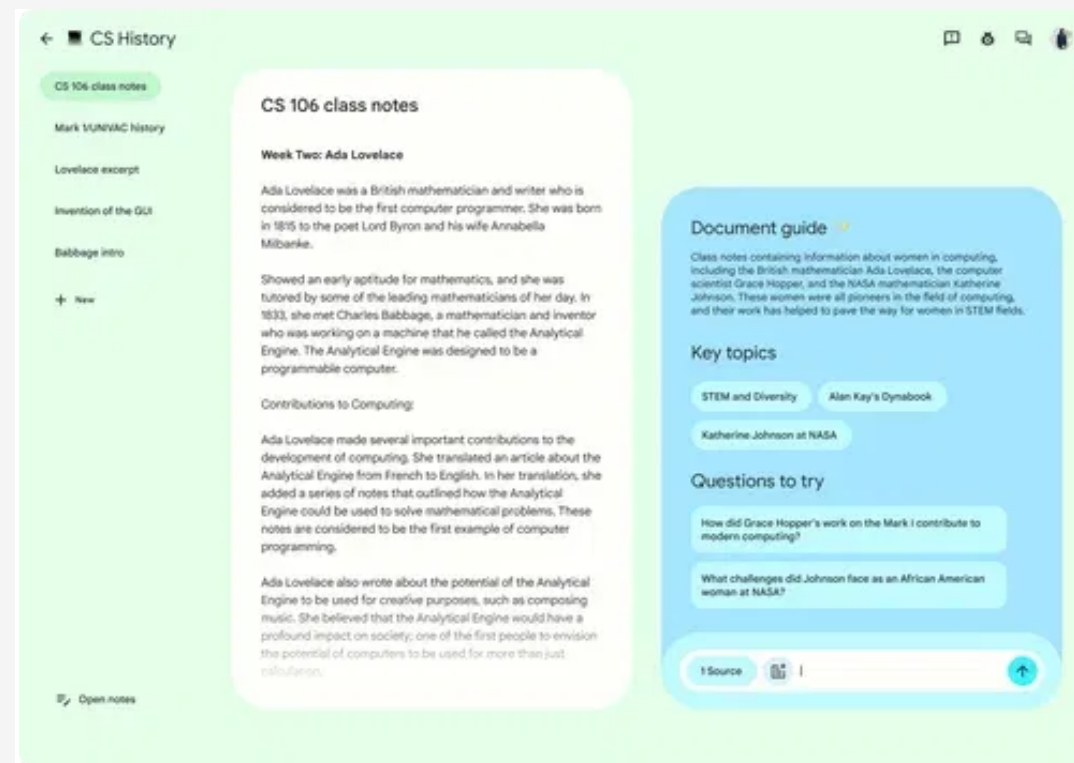 CS History
CS 106 class notes
Mark 1/UNIVAC history
Lovelace excerpt
Invention of the GUI
Babbage intro
+ New
Open notes
CS 106 class notes
Week Two: Ada Lovelace
Ada Lovelace was a British mathematician and writer who is
considered to be the first computer programmer. She was born
in 1815 to the poet Lord Byron and his wife Annabella
Milbanke.
Showed an early aptitude for mathematics, and she was
tutored by some of the leading mathematicians of her day. In
1833, she met Charles Babbage, a mathematician and inventor
who was working on a machine that he called the Analytical
Engine. The Analytical Engine was designed to be a
programmable computer.
Contributions to Computing:
Ada Lovelace made several important contributions to the
development of computing. She translated an article about the
Analytical Engine from French to English. In her translation, she
added a series of notes that outlined how the Analytical
Engine could be used to solve mathematical problems. These
notes are considered to be the first example of computer
programming.
Ada Lovelace also wrote about the potential of the Analytical
Engine to be used for creative purposes, such as composing
music. She believed that the Analytical Engine would have a
profound impact on society; one of the first people to envision
the potential of computers to be used for more than just
calculation.
Document guide
Class notes containing information about women in computing,
including the British mathematician Ada Lovelace, the computer
scientist Grace Hopper, and the NASA mathematician Katherine
Johnson. These women were all pioneers in the field of computing,
and their work has helped to pave the way for women in STEM fields.
Key topics
STEM and Diversity
Alan Kay's Dynabook
Katherine Johnson at NASA
Questions to try
How did Grace Hopper's work on the Mark I contribute to
modern computing?
What challenges did Johnson face as an African American
woman at NASA?
1 Source